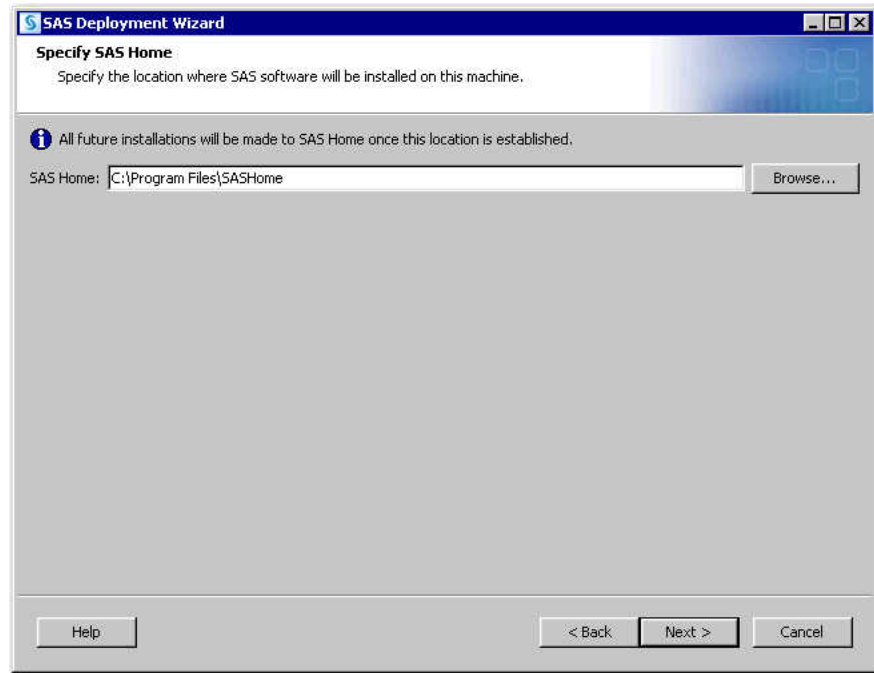 SAS Deployment Wizard
Specify SAS Home
Specify the location where SAS software will be installed on this machine.
All future installations will be made to SAS Home once this location is established.
SAS Home: C:\Program Files\SASHome Browse...
Help < Back Next > Cancel